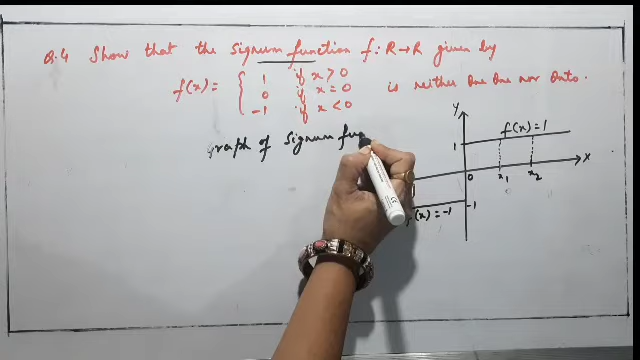 Q.4 Show that the Signum function f: R→R given by
f(x) = { 1 if x > 0
0 if x = 0 is neither One One nor Onto.
-1 if x < 0
Graph of Signum fun
Y
f(x) = 1
1
X
0 x₁ x₂
f(x) = -1 -1